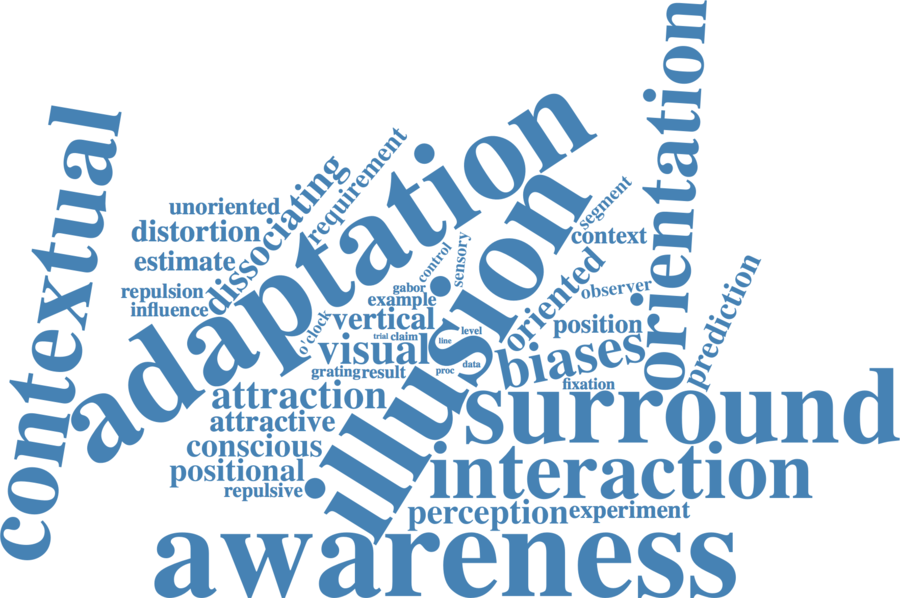 contextual
adaptation
illusion
orientation
surround
awareness
interaction
unoriented
distortion
estimate
repulsion
influence
dissociating
requirement
control
sensory
segment
context
gabor
example
vertical
o'clock
trial
claim
visual
line
level
grating
result
proc
data
oriented
observer
position
biases
fixation
prediction
attraction
attractive
conscious
positional
repulsive
perception
experiment